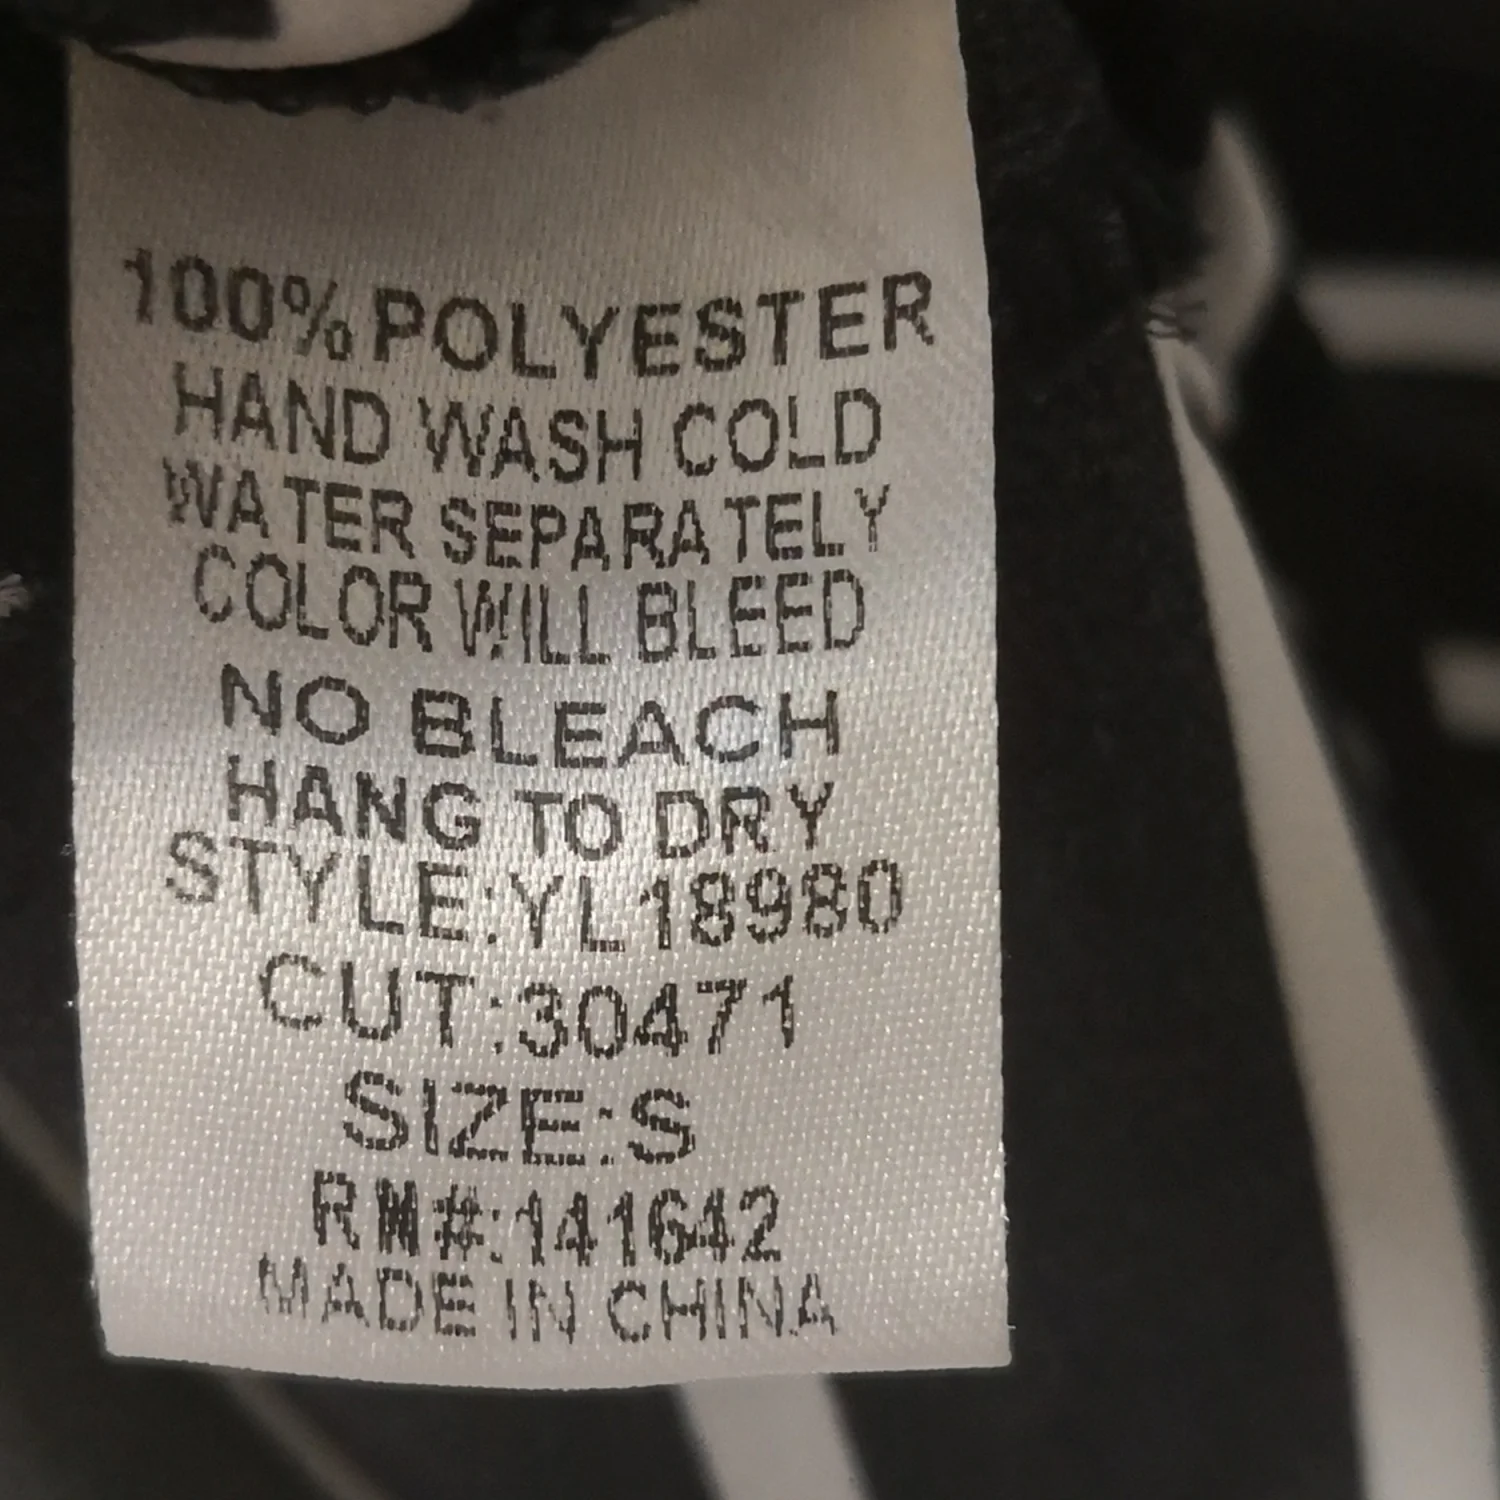 100% POLYESTER
HAND WASH COLD
WATER SEPARATELY
COLOR WILL BLEED
NO BLEACH
HANG TO DRY
STYLE:YL18980
CUT:30471
SIZE:S
RN#:141642
MADE IN CHINA